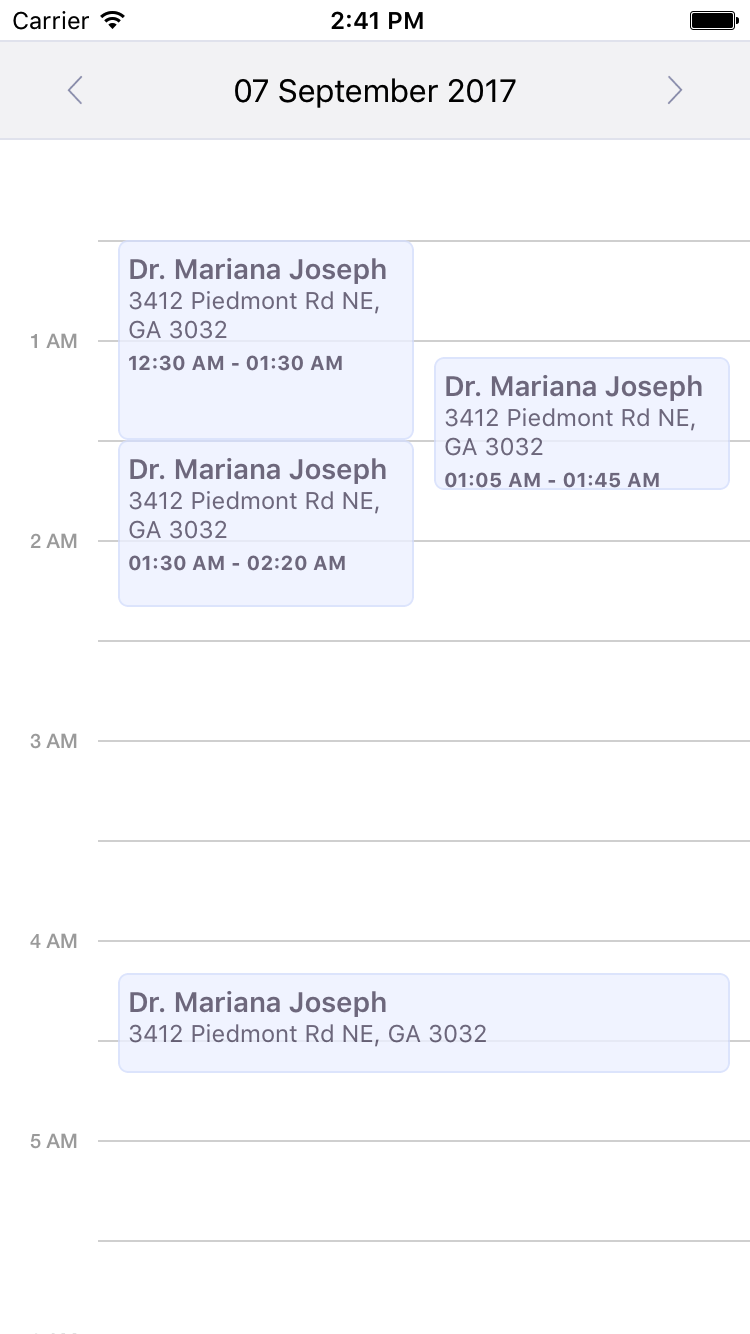 Carrier
2:41 PM
07 September 2017
Dr. Mariana Joseph
3412 Piedmont Rd NE,
GA 3032
12:30 AM - 01:30 AM
1 AM
Dr. Mariana Joseph
3412 Piedmont Rd NE,
GA 3032
01:05 AM - 01:45 AM
Dr. Mariana Joseph
3412 Piedmont Rd NE,
GA 3032
01:30 AM - 02:20 AM
2 AM
3 AM
4 AM
Dr. Mariana Joseph
3412 Piedmont Rd NE, GA 3032
5 AM